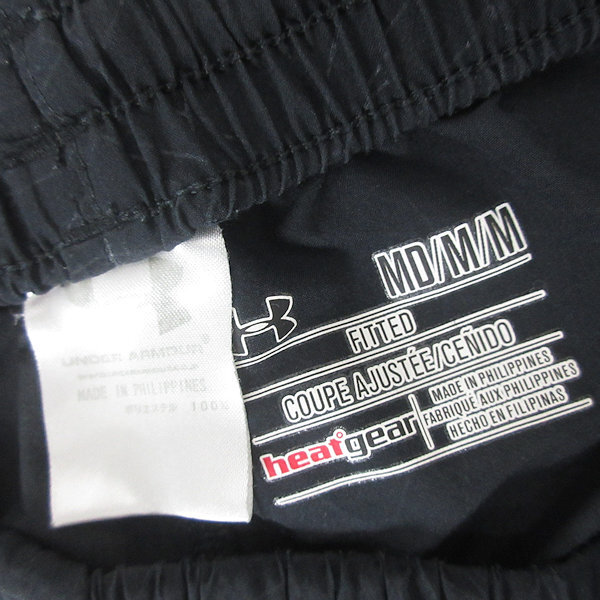 UNDER ARMOUR
MADE IN PHILIPPINES
ポリエステル 100%
MD/M/M
FITTED
COUPE AJUSTÉE/CEÑIDO
heatgear
MADE IN PHILIPPINES
FABRIQUÉ AUX PHILIPPINES
HECHO EN FILIPINAS